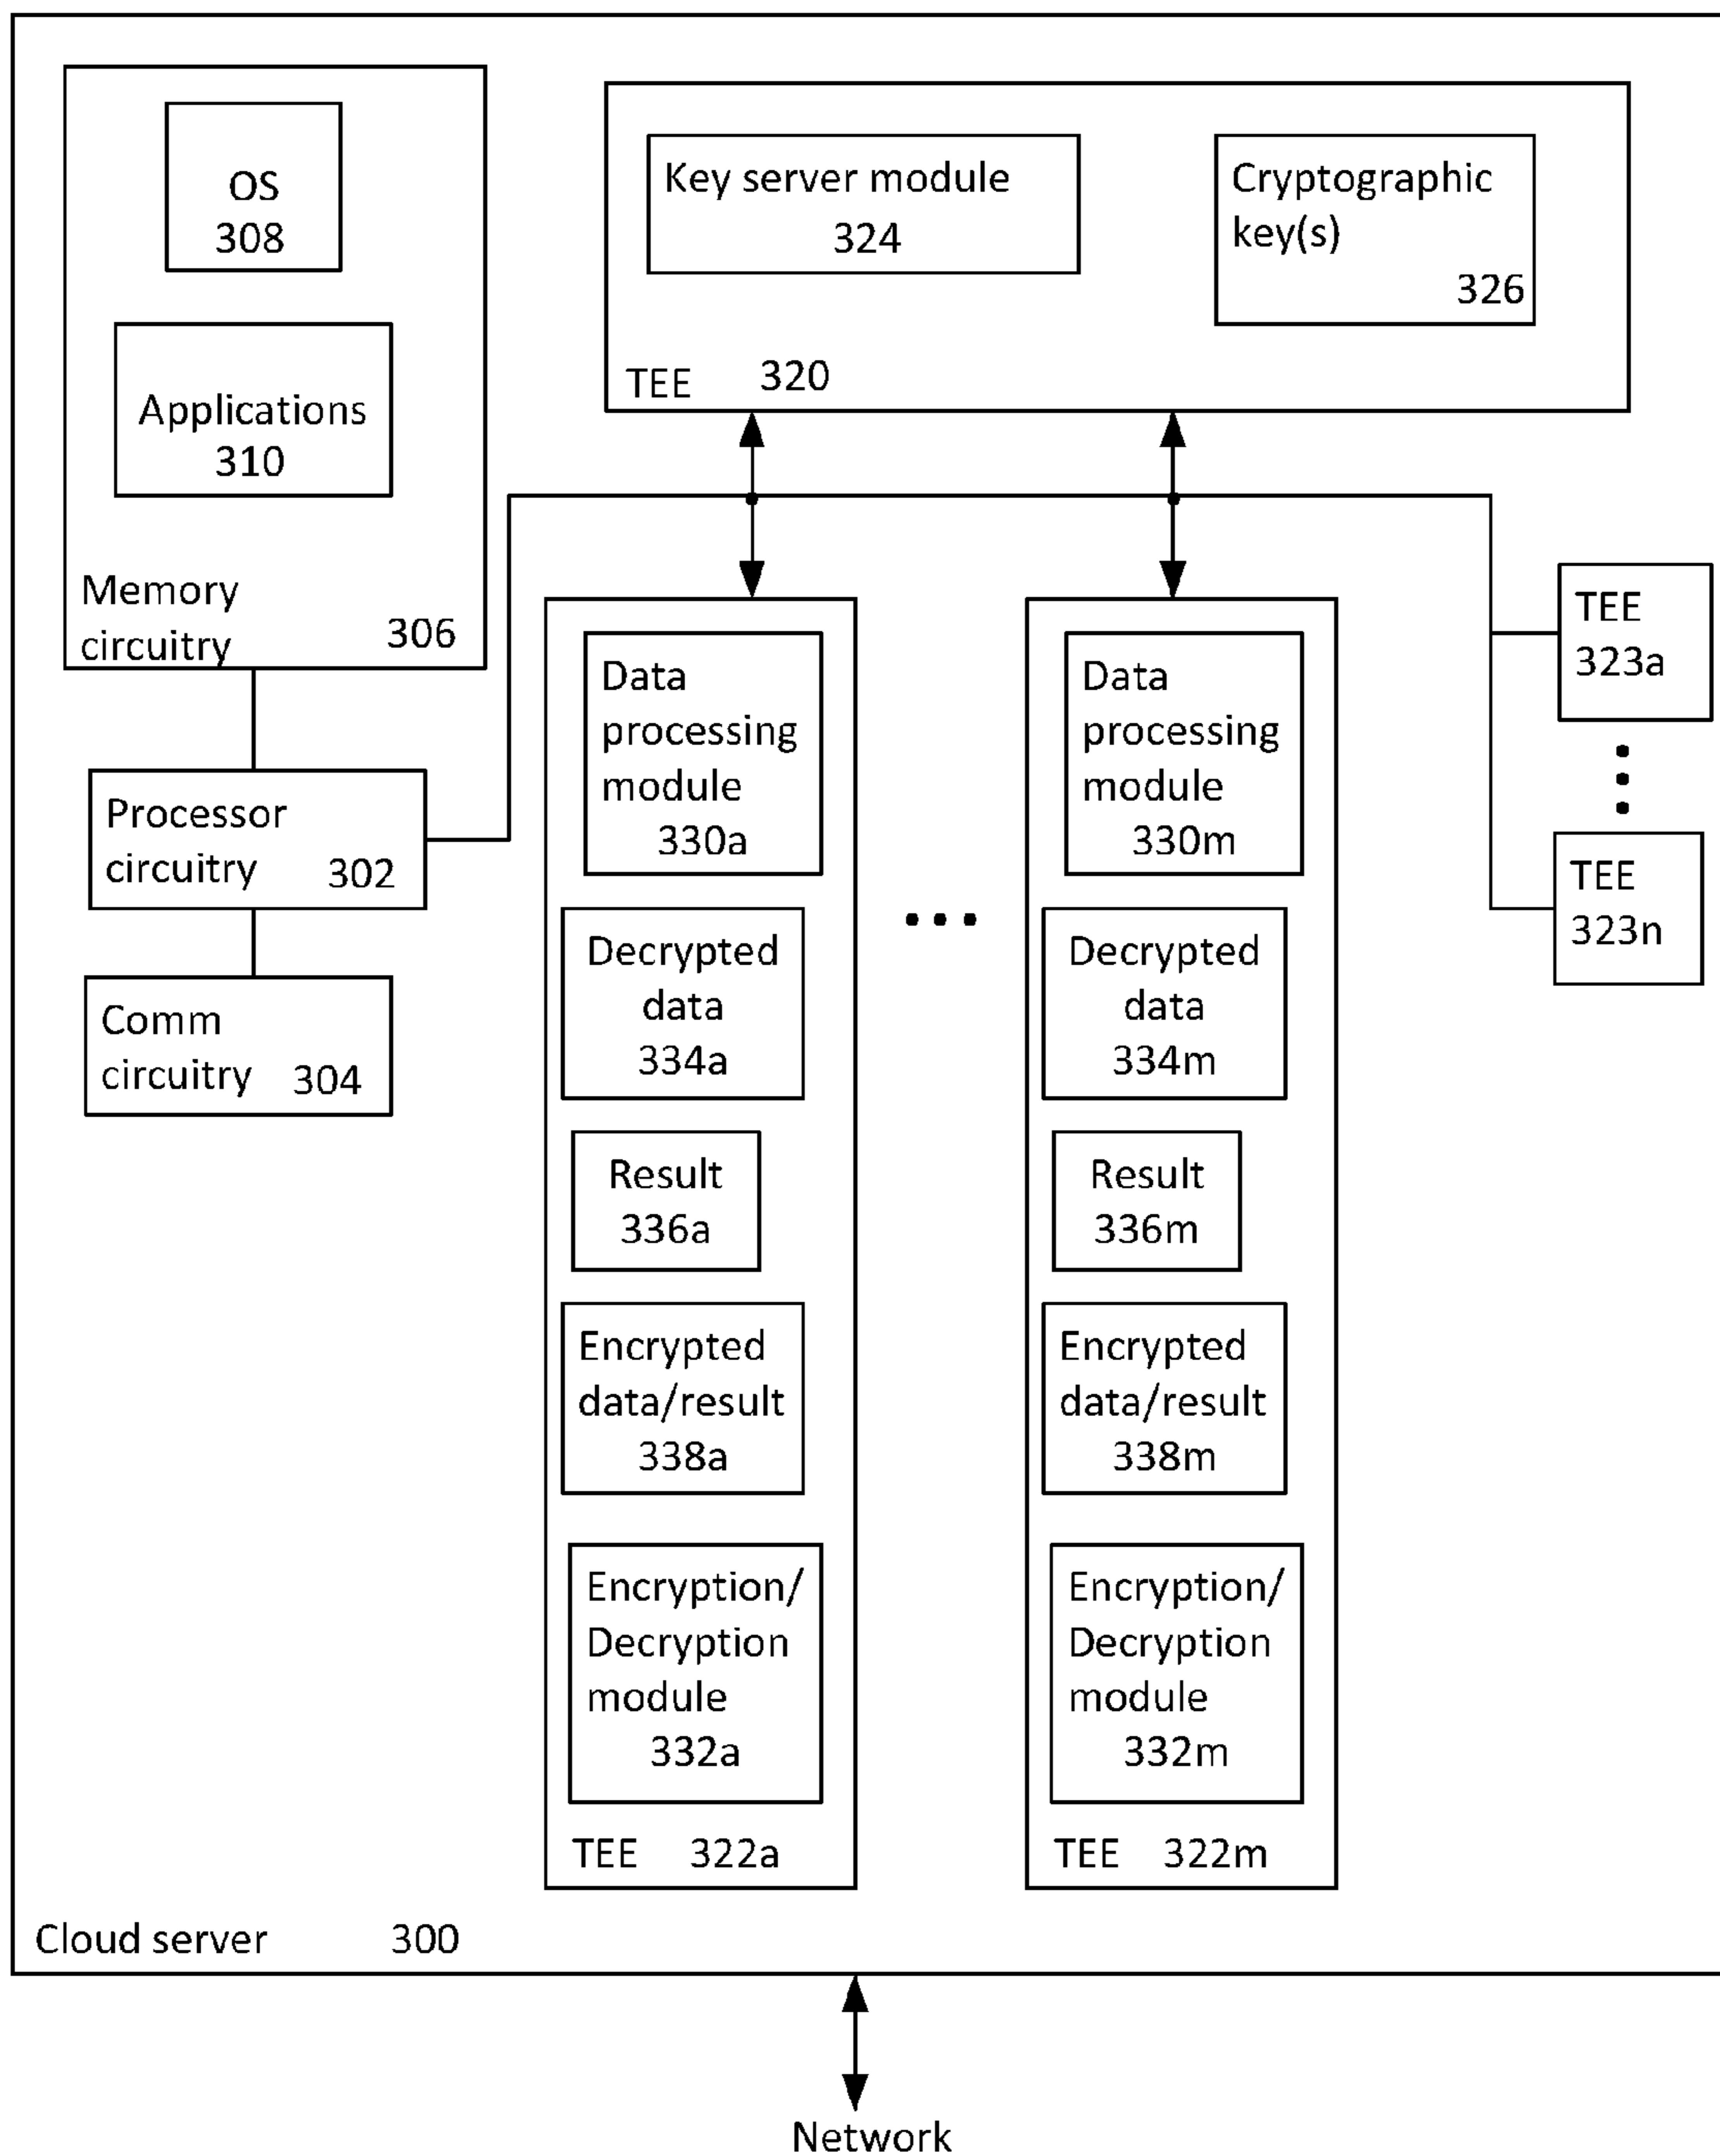 OS
308
Applications
310
Memory
circuitry 306
Key server module
324
Cryptographic
key(s)
326
TEE 320
Processor
circuitry 302
Comm
circuitry 304
Data
processing
module
330a
Decrypted
data
334a
Result
336a
Encrypted
data/result
338a
Encryption/
Decryption
module
332a
TEE 322a
Data
processing
module
330m
Decrypted
data
334m
Result
336m
Encrypted
data/result
338m
Encryption/
Decryption
module
332m
TEE 322m
TEE
323a
TEE
323n
Cloud server 300
Network